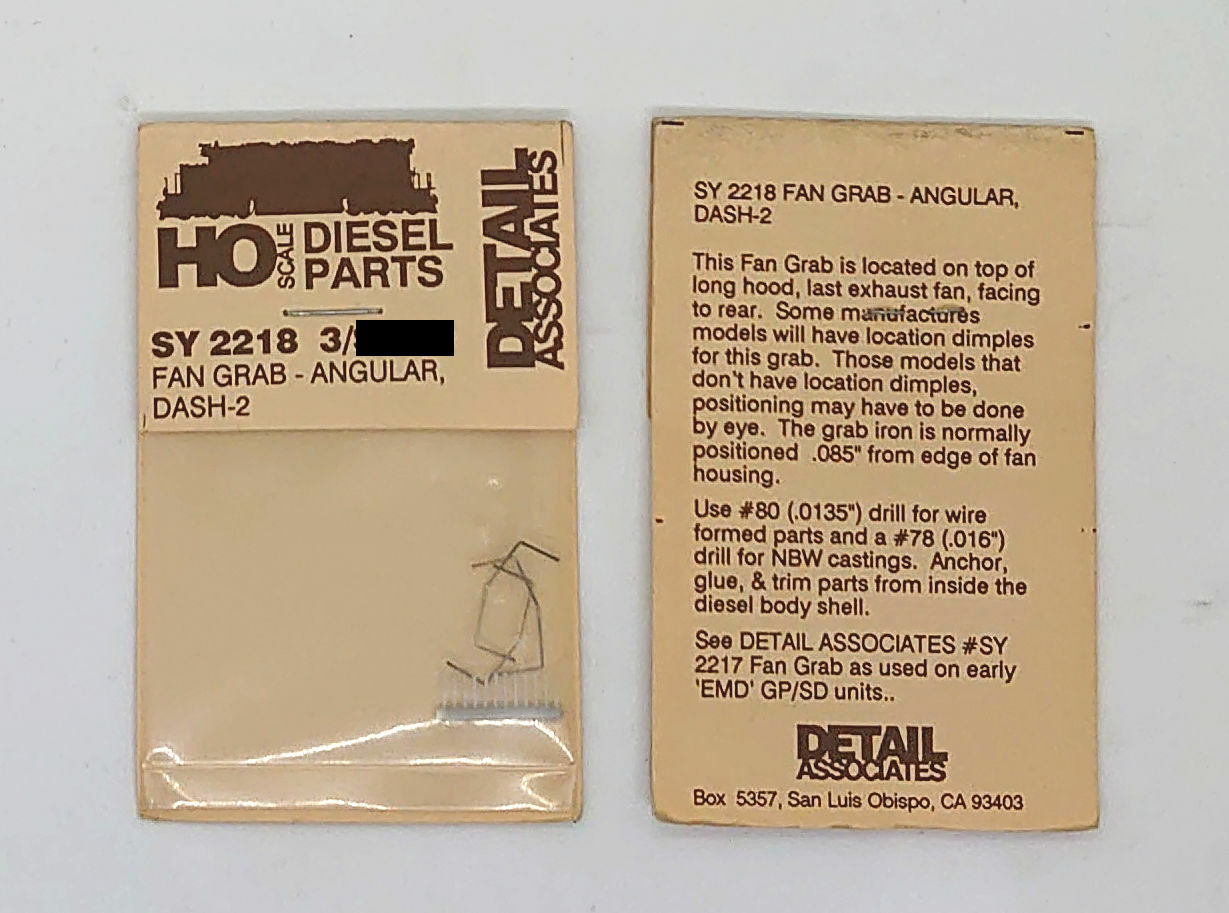 HO SCALE DIESEL PARTS
DETAIL ASSOCIATES
SY 2218 3/
FAN GRAB - ANGULAR,
DASH-2
SY 2218 FAN GRAB - ANGULAR,
DASH-2
This Fan Grab is located on top of
long hood, last exhaust fan, facing
to rear. Some manufactures
models will have location dimples
for this grab. Those models that
don't have location dimples,
positioning may have to be done
by eye. The grab iron is normally
positioned .085" from edge of fan
housing.
Use #80 (.0135") drill for wire
formed parts and a #78 (.016")
drill for NBW castings. Anchor,
glue, & trim parts from inside the
diesel body shell.
See DETAIL ASSOCIATES #SY
2217 Fan Grab as used on early
'EMD' GP/SD units..
DETAIL
ASSOCIATES
Box 5357, San Luis Obispo, CA 93403